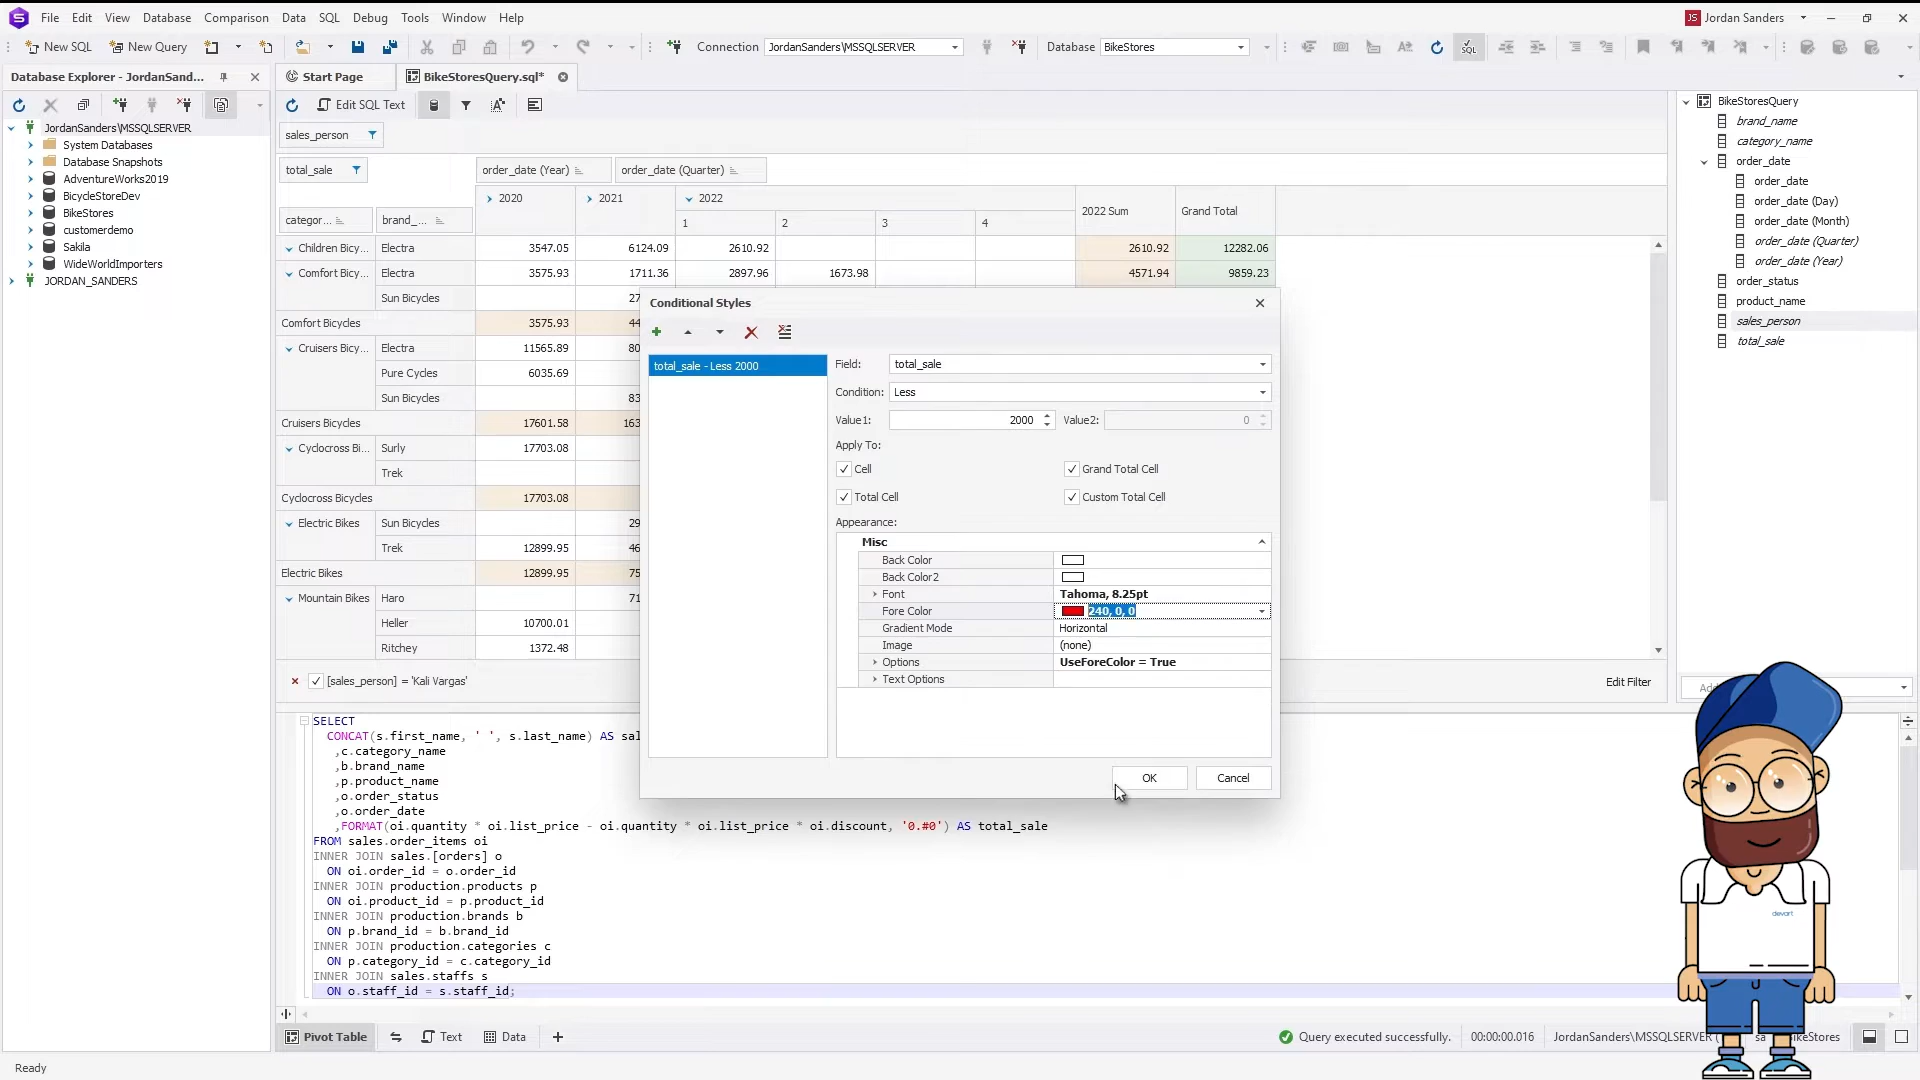 S File Edit View Database Comparison Data SQL Debug Tools Window Help JS Jordan Sanders
New SQL New Query Connection JordanSanders\MSSQLSERVER Database BikeStores SQL
Database Explorer - JordanSand...
Start Page BikeStoresQuery.sql*
Edit SQL Text
JordanSanders\MSSQLSERVER
System Databases
Database Snapshots
AdventureWorks2019
BicycleStoreDev
BikeStores
customerdemo
Sakila
WideWorldImporters
JORDAN_SANDERS
sales_person
total_sale order_date (Year) order_date (Quarter)
categor... brand_... 2020 2021 2022 2022 Sum Grand Total
1 2 3 4
Children Bicy... Electra 3547.05 6124.09 2610.92 2610.92 12282.06
Comfort Bicy... Electra 3575.93 1711.36 2897.96 1673.98 4571.94 9859.23
Sun Bicycles 27
Comfort Bicycles 3575.93 44
Cruisers Bicy... Electra 11565.89 80
Pure Cycles 6035.69
Sun Bicycles 83
Cruisers Bicycles 17601.58 163
Cyclocross Bi... Surly 17703.08
Trek
Cyclocross Bicycles 17703.08
Electric Bikes Sun Bicycles 29
Trek 12899.95 46
Electric Bikes 12899.95 75
Mountain Bikes Haro 71
Heller 10700.01
Ritchey 1372.48
[sales_person] = 'Kali Vargas' Edit Filter
Conditional Styles
total_sale - Less 2000
Field: total_sale
Condition: Less
Value1: 2000 Value2: 0
Apply To:
Cell Grand Total Cell
Total Cell Custom Total Cell
Appearance:
Misc
Back Color
Back Color2
Font Tahoma, 8.25pt
Fore Color 240, 0, 0
Gradient Mode Horizontal
Image (none)
Options UseForeColor = True
Text Options
OK Cancel
BikeStoresQuery
brand_name
category_name
order_date
order_date
order_date (Day)
order_date (Month)
order_date (Quarter)
order_date (Year)
order_status
product_name
sales_person
total_sale
SELECT
CONCAT(s.first_name, ' ', s.last_name) AS sal
,c.category_name
,b.brand_name
,p.product_name
,o.order_status
,o.order_date
,FORMAT(oi.quantity * oi.list_price - oi.quantity * oi.list_price * oi.discount, '0.#0') AS total_sale
FROM sales.order_items oi
INNER JOIN sales.[orders] o
ON oi.order_id = o.order_id
INNER JOIN production.products p
ON oi.product_id = p.product_id
INNER JOIN production.brands b
ON p.brand_id = b.brand_id
INNER JOIN production.categories c
ON p.category_id = c.category_id
INNER JOIN sales.staffs s
ON o.staff_id = s.staff_id;
devart
Pivot Table Text Data Query executed successfully. 00:00:00.016 JordanSanders\MSSQLSERVER ( sa ikeStores
Ready